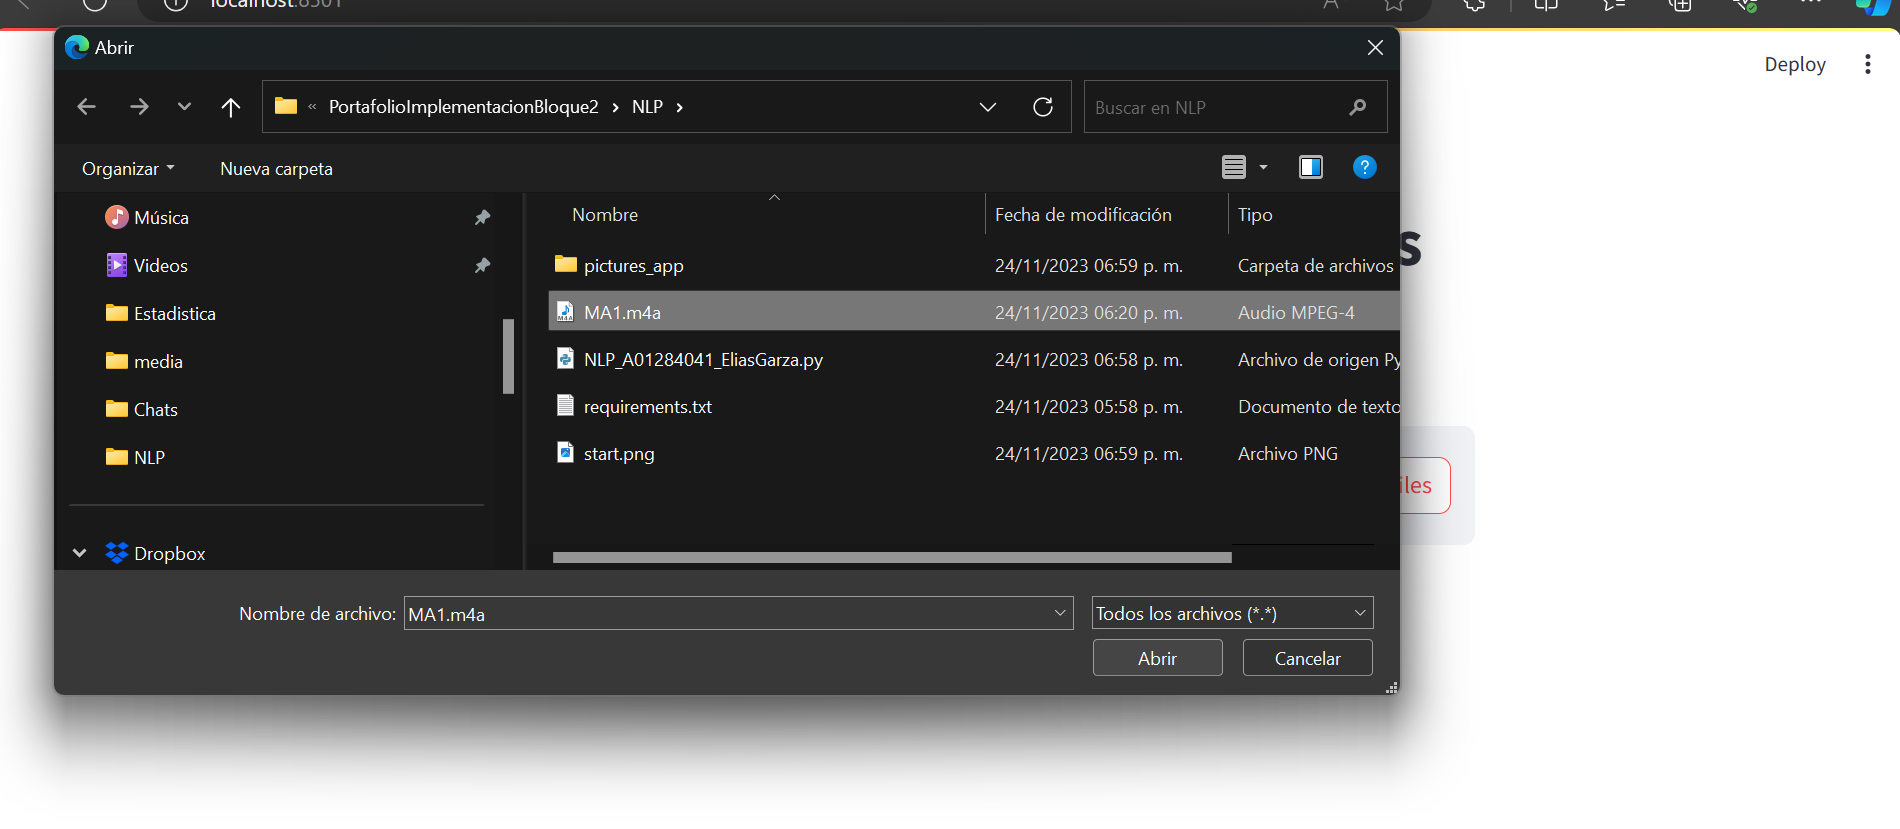 localhost:8501
Abrir
Deploy
« PortafolioImplementacionBloque2 > NLP >
Buscar en NLP
Organizar
Nueva carpeta
?
Música
Videos
Estadistica
media
Chats
NLP
Dropbox
Nombre
Fecha de modificación
Tipo
pictures_app
24/11/2023 06:59 p. m.
Carpeta de archivos
MA1.m4a
24/11/2023 06:20 p. m.
Audio MPEG-4
NLP_A01284041_EliasGarza.py
24/11/2023 06:58 p. m.
Archivo de origen Py
requirements.txt
24/11/2023 05:58 p. m.
Documento de texto
start.png
24/11/2023 06:59 p. m.
Archivo PNG
s
iles
Nombre de archivo:
MA1.m4a
Todos los archivos (*.*)
Abrir
Cancelar